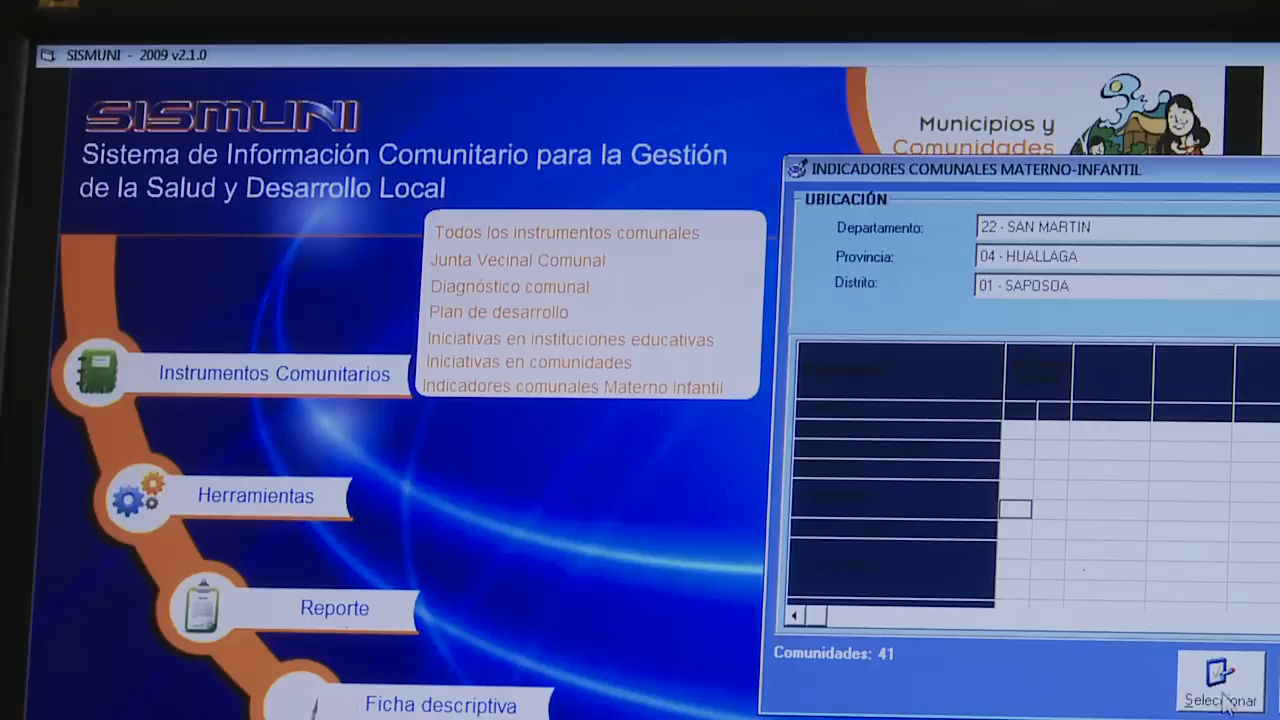 SISMUNI - 2009 v2.1.0
SISMUNI
Sistema de Información Comunitario para la Gestión
de la Salud y Desarrollo Local
Municipios y
Comunidades
Todos los instrumentos comunales
Junta Vecinal Comunal
Diagnóstico comunal
Plan de desarrollo
Iniciativas en instituciones educativas
Iniciativas en comunidades
Indicadores comunales Materno Infantil
Instrumentos Comunitarios
Herramientas
Reporte
Ficha descriptiva
INDICADORES COMUNALES MATERNO-INFANTIL
UBICACIÓN
Departamento:
22 - SAN MARTIN
Provincia:
04 - HUALLAGA
Distrito:
01 - SAPOSOA
Comunidades: 41
Seleccionar